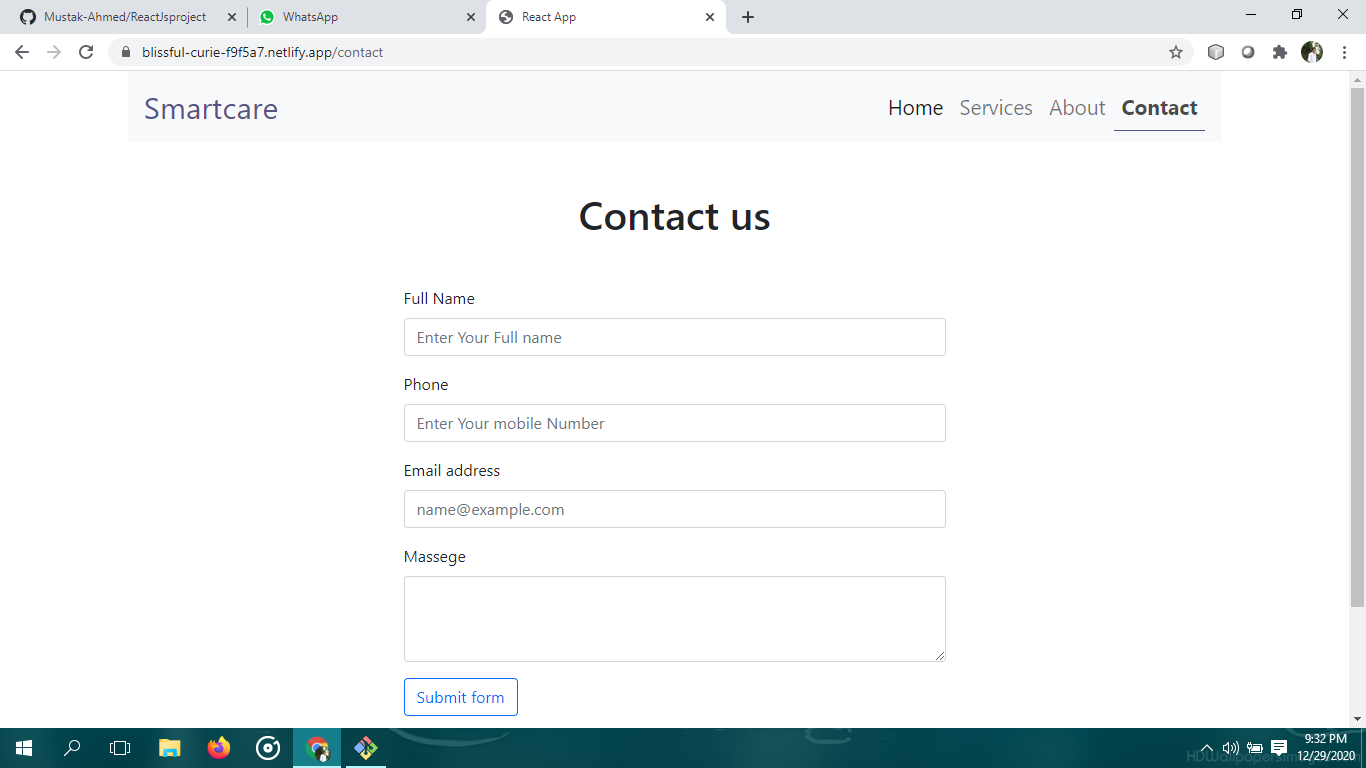 Mustak-Ahmed/ReactJsproject
WhatsApp
React App
blissful-curie-f9f5a7.netlify.app/contact
Smartcare
Home Services About Contact
Contact us
Full Name
Enter Your Full name
Phone
Enter Your mobile Number
Email address
name@example.com
Massege
Submit form
9:32 PM
12/29/2020